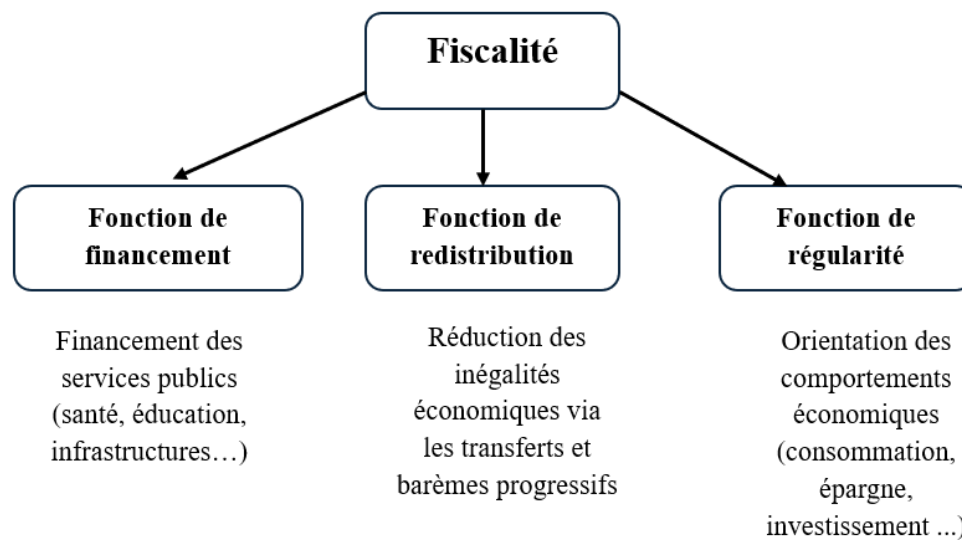 Fiscalité
Fonction de
financement
Fonction de
redistribution
Fonction de
régularité
Financement des
services publics
(santé, éducation,
infrastructures…)
Réduction des
inégalités
économiques via
les transferts et
barèmes progressifs
Orientation des
comportements
économiques
(consommation,
épargne,
investissement ...)